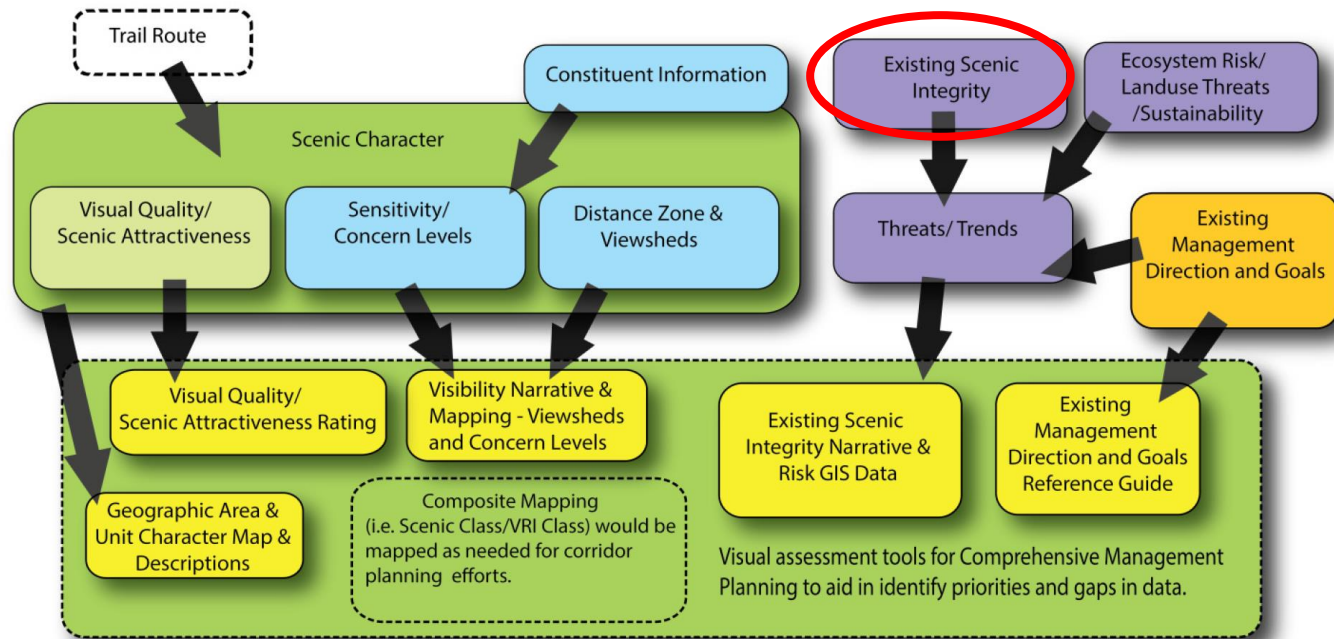 Trail Route
Constituent Information
Existing Scenic
Integrity
Ecosystem Risk/
Landuse Threats
/Sustainability
Scenic Character
Visual Quality/
Scenic Attractiveness
Sensitivity/
Concern Levels
Distance Zone &
Viewsheds
Threats/ Trends
Existing
Management
Direction and Goals
Visual Quality/
Scenic Attractiveness Rating
Visibility Narrative &
Mapping - Viewsheds
and Concern Levels
Existing Scenic
Integrity Narrative &
Risk GIS Data
Existing
Management
Direction and Goals
Reference Guide
Geographic Area &
Unit Character Map &
Descriptions
Composite Mapping
(i.e. Scenic Class/VRI Class) would be
mapped as needed for corridor
planning efforts.
Visual assessment tools for Comprehensive Management
Planning to aid in identify priorities and gaps in data.